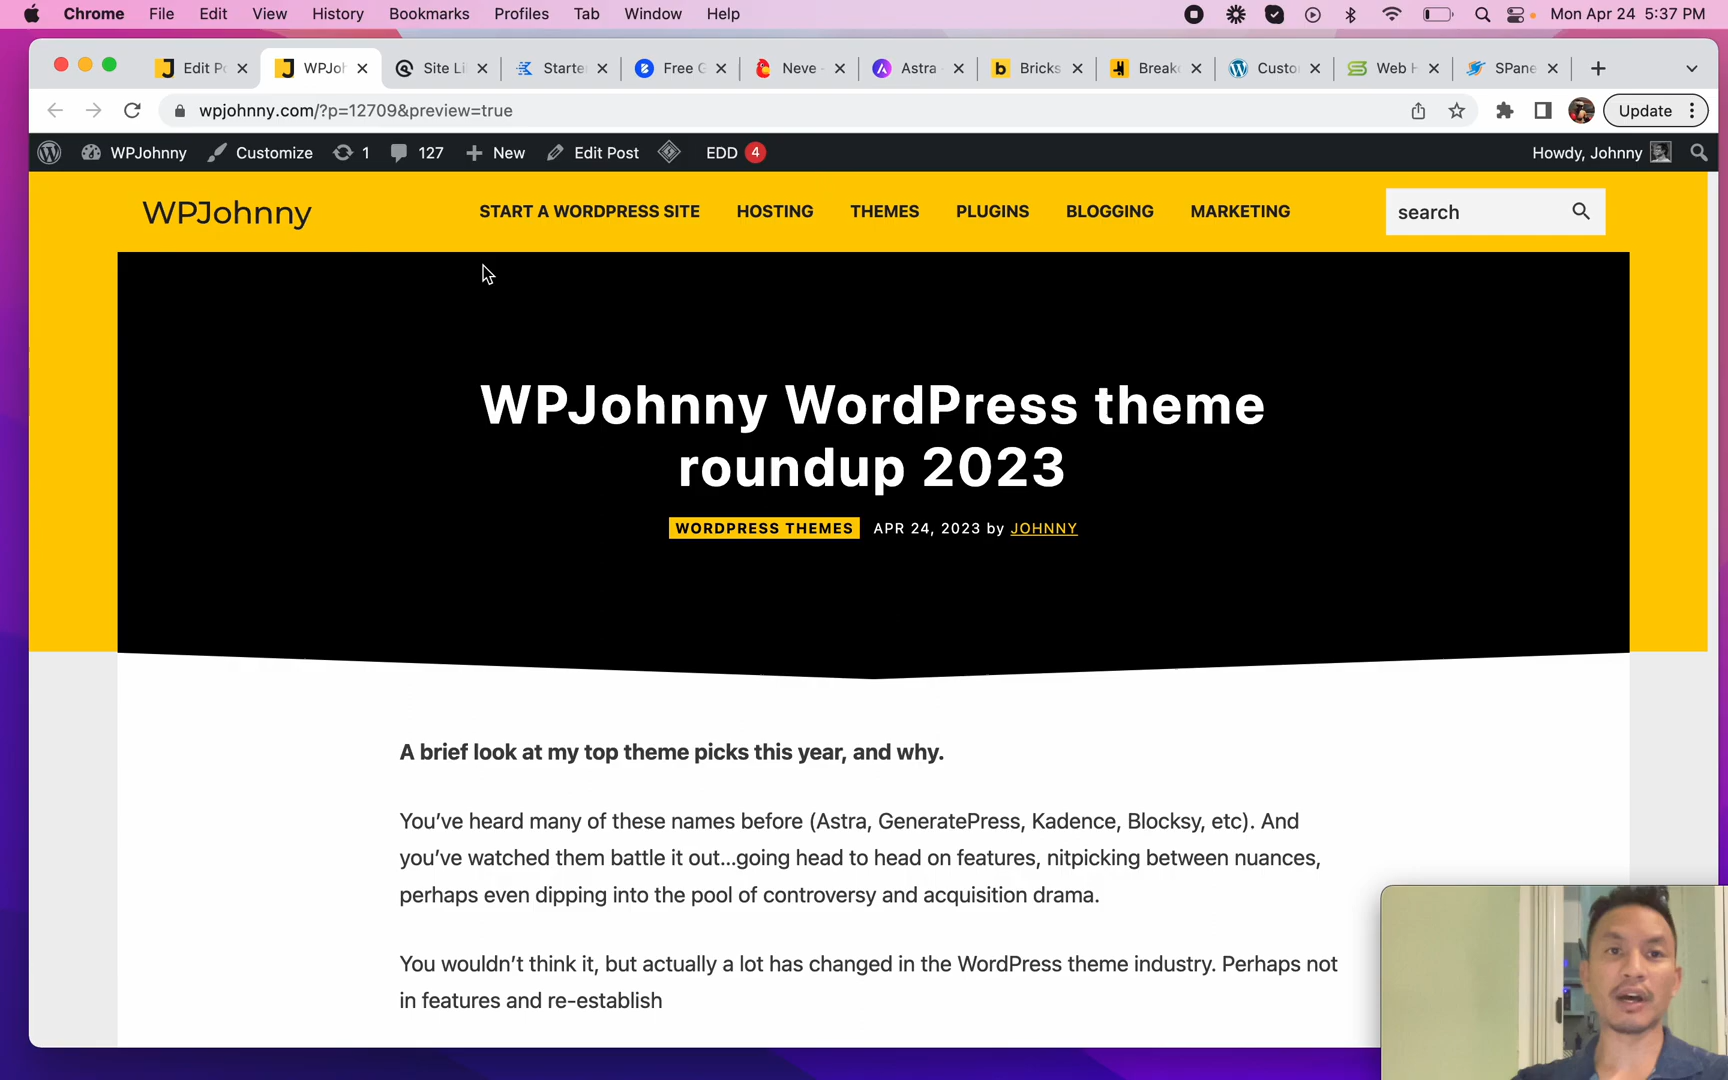 Chrome File Edit View History Bookmarks Profiles Tab Window Help Mon Apr 24 5:37 PM
Edit Po WPJoh Site Li Starte Free G Neve - Astra Bricks Break Custo Web H SPane
wpjohnny.com/?p=12709&preview=true Update
WPJohnny Customize 1 127 New Edit Post EDD 4 Howdy, Johnny
WPJohnny START A WORDPRESS SITE HOSTING THEMES PLUGINS BLOGGING MARKETING search
WPJohnny WordPress theme
roundup 2023
WORDPRESS THEMES APR 24, 2023 by JOHNNY
A brief look at my top theme picks this year, and why.
You've heard many of these names before (Astra, GeneratePress, Kadence, Blocksy, etc). And
you've watched them battle it out...going head to head on features, nitpicking between nuances,
perhaps even dipping into the pool of controversy and acquisition drama.
You wouldn't think it, but actually a lot has changed in the WordPress theme industry. Perhaps not
in features and re-establish